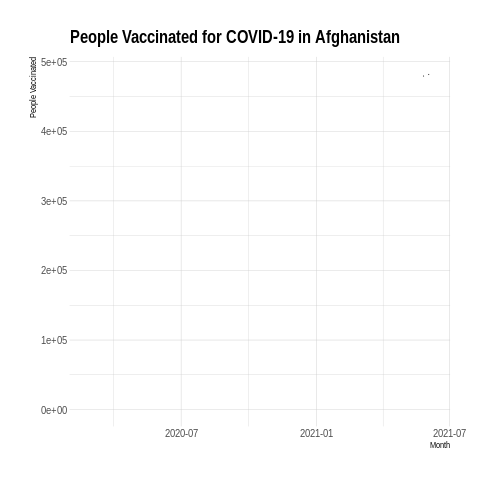 People Vaccinated for COVID-19 in Afghanistan
People Vaccinated
5e+05
4e+05
3e+05
2e+05
1e+05
0e+00
2020-07
2021-01
2021-07
Month